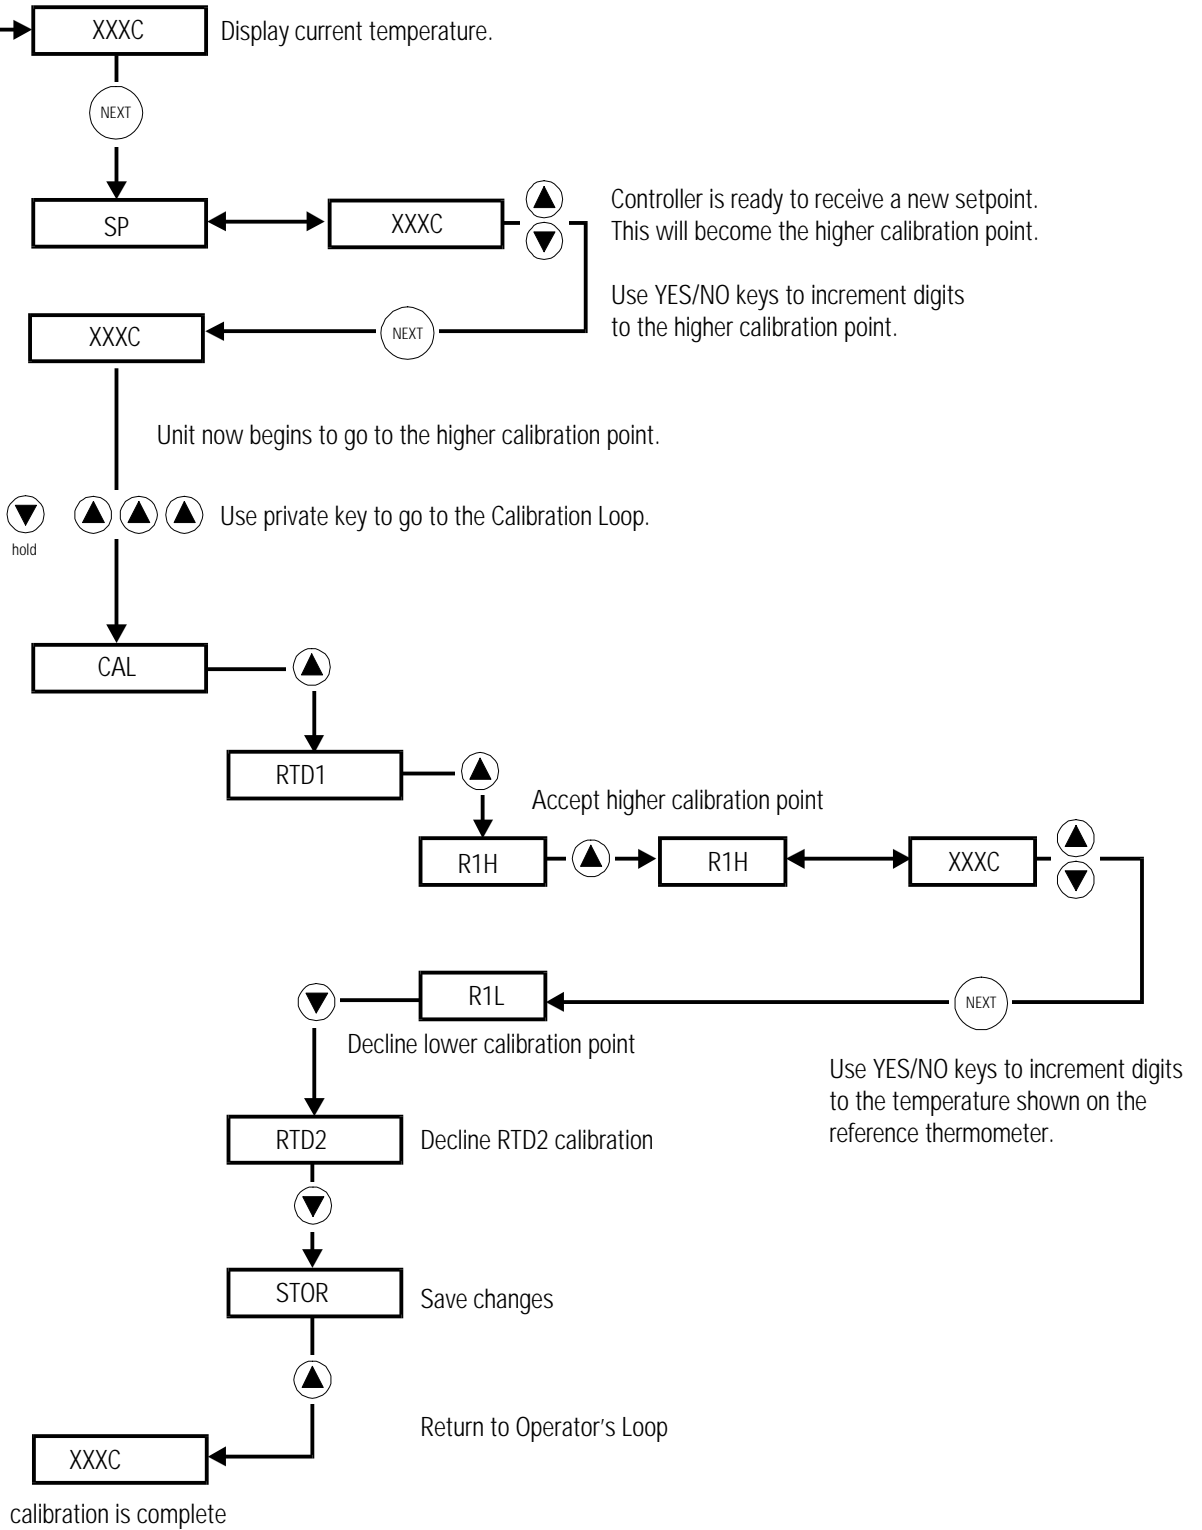 XXXC
Display current temperature.
NEXT
SP
XXXC
Controller is ready to receive a new setpoint.
This will become the higher calibration point.
Use YES/NO keys to increment digits
to the higher calibration point.
XXXC
NEXT
Unit now begins to go to the higher calibration point.
Use private key to go to the Calibration Loop.
hold
CAL
RTD1
Accept higher calibration point
R1H
R1H
XXXC
R1L
NEXT
Decline lower calibration point
Use YES/NO keys to increment digits
to the temperature shown on the
reference thermometer.
RTD2
Decline RTD2 calibration
STOR
Save changes
Return to Operator's Loop
XXXC
calibration is complete